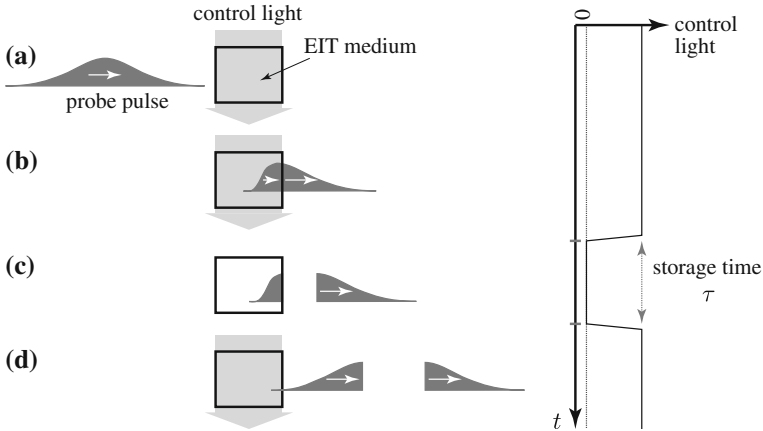 control light
0
control
light
(a)
EIT medium
probe pulse
(b)
(c)
storage time
τ
(d)
t